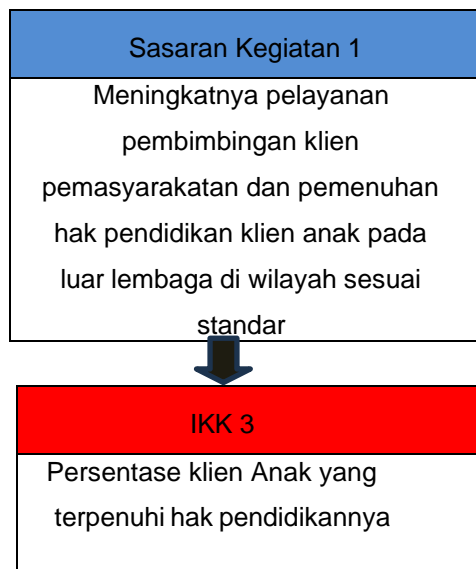 Sasaran Kegiatan 1
Meningkatnya pelayanan
pembimbingan klien
pemasyarakatan dan pemenuhan
hak pendidikan klien anak pada
luar lembaga di wilayah sesuai
standar
IKK 3
Persentase klien Anak yang
terpenuhi hak pendidikannya